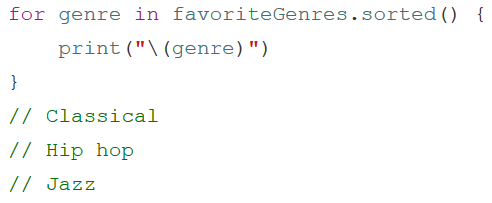 for genre in favoriteGenres.sorted() {
    print("\(genre)")
}
// Classical
// Hip hop
// Jazz